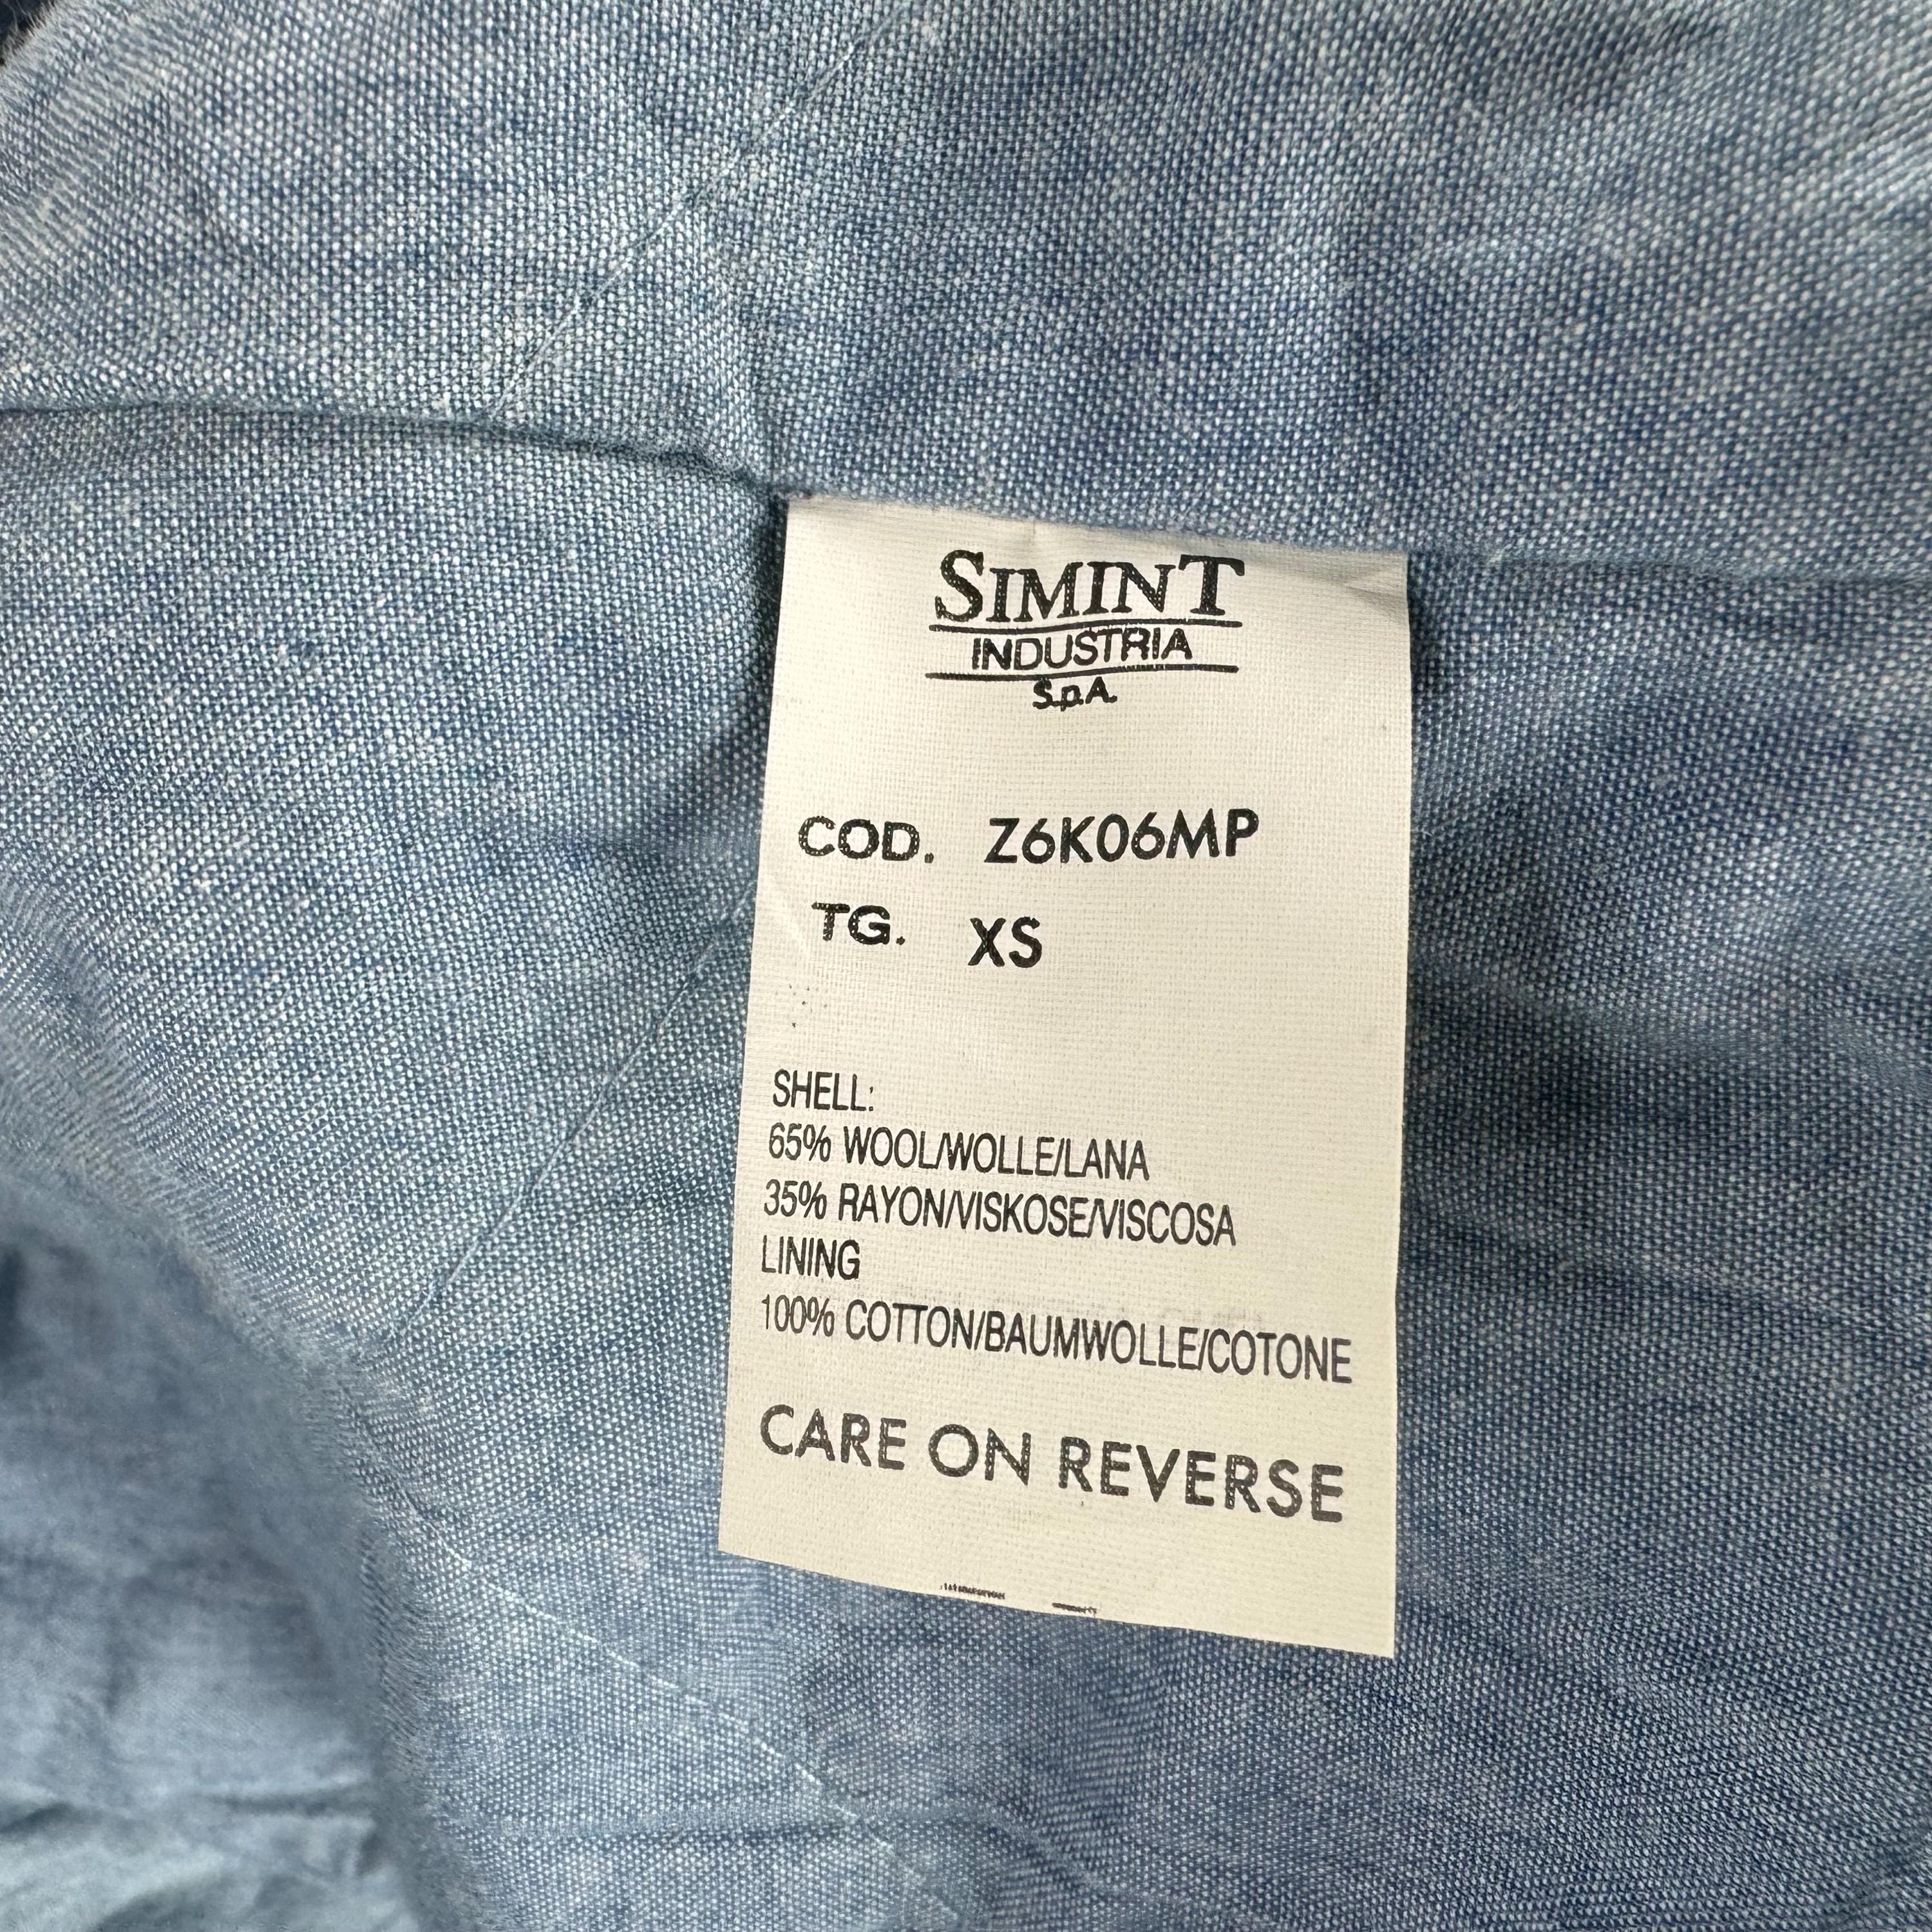 SIMINT
INDUSTRIA
S.p.A.
COD. Z6K06MP
TG. XS
SHELL:
65% WOOL/WOLLE/LANA
35% RAYON/VISKOSE/VISCOSA
LINING
100% COTTON/BAUMWOLLE/COTONE
CARE ON REVERSE